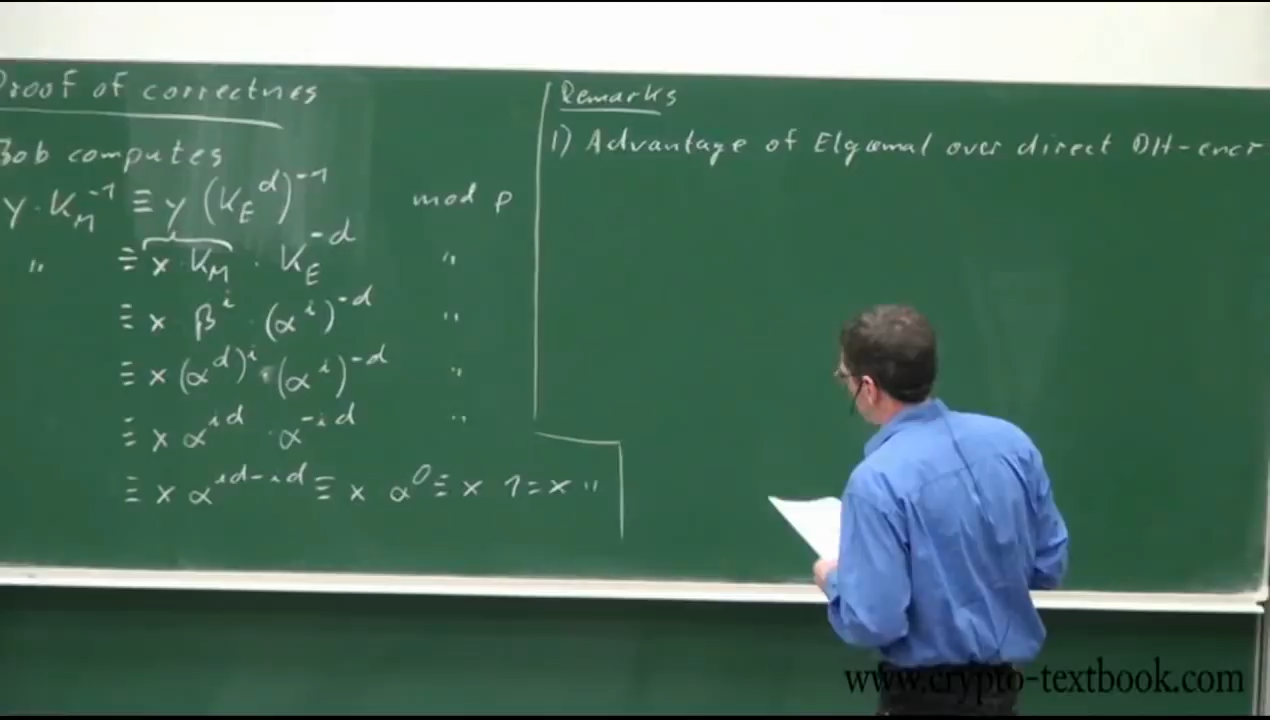 Proof of correctnes
Bob computes
y · K_M^-1 ≡ y (K_E^d)^-1 mod p
" ≡ x · K_M · K_E^-d "
≡ x · β^i · (α^i)^-d "
≡ x (α^d)^i · (α^i)^-d "
≡ x α^id · α^-id "
≡ x α^id-id ≡ x α^0 ≡ x 1 = x "
Remarks
1) Advantage of Elgamal over direct DH-encr
www.crypto-textbook.com